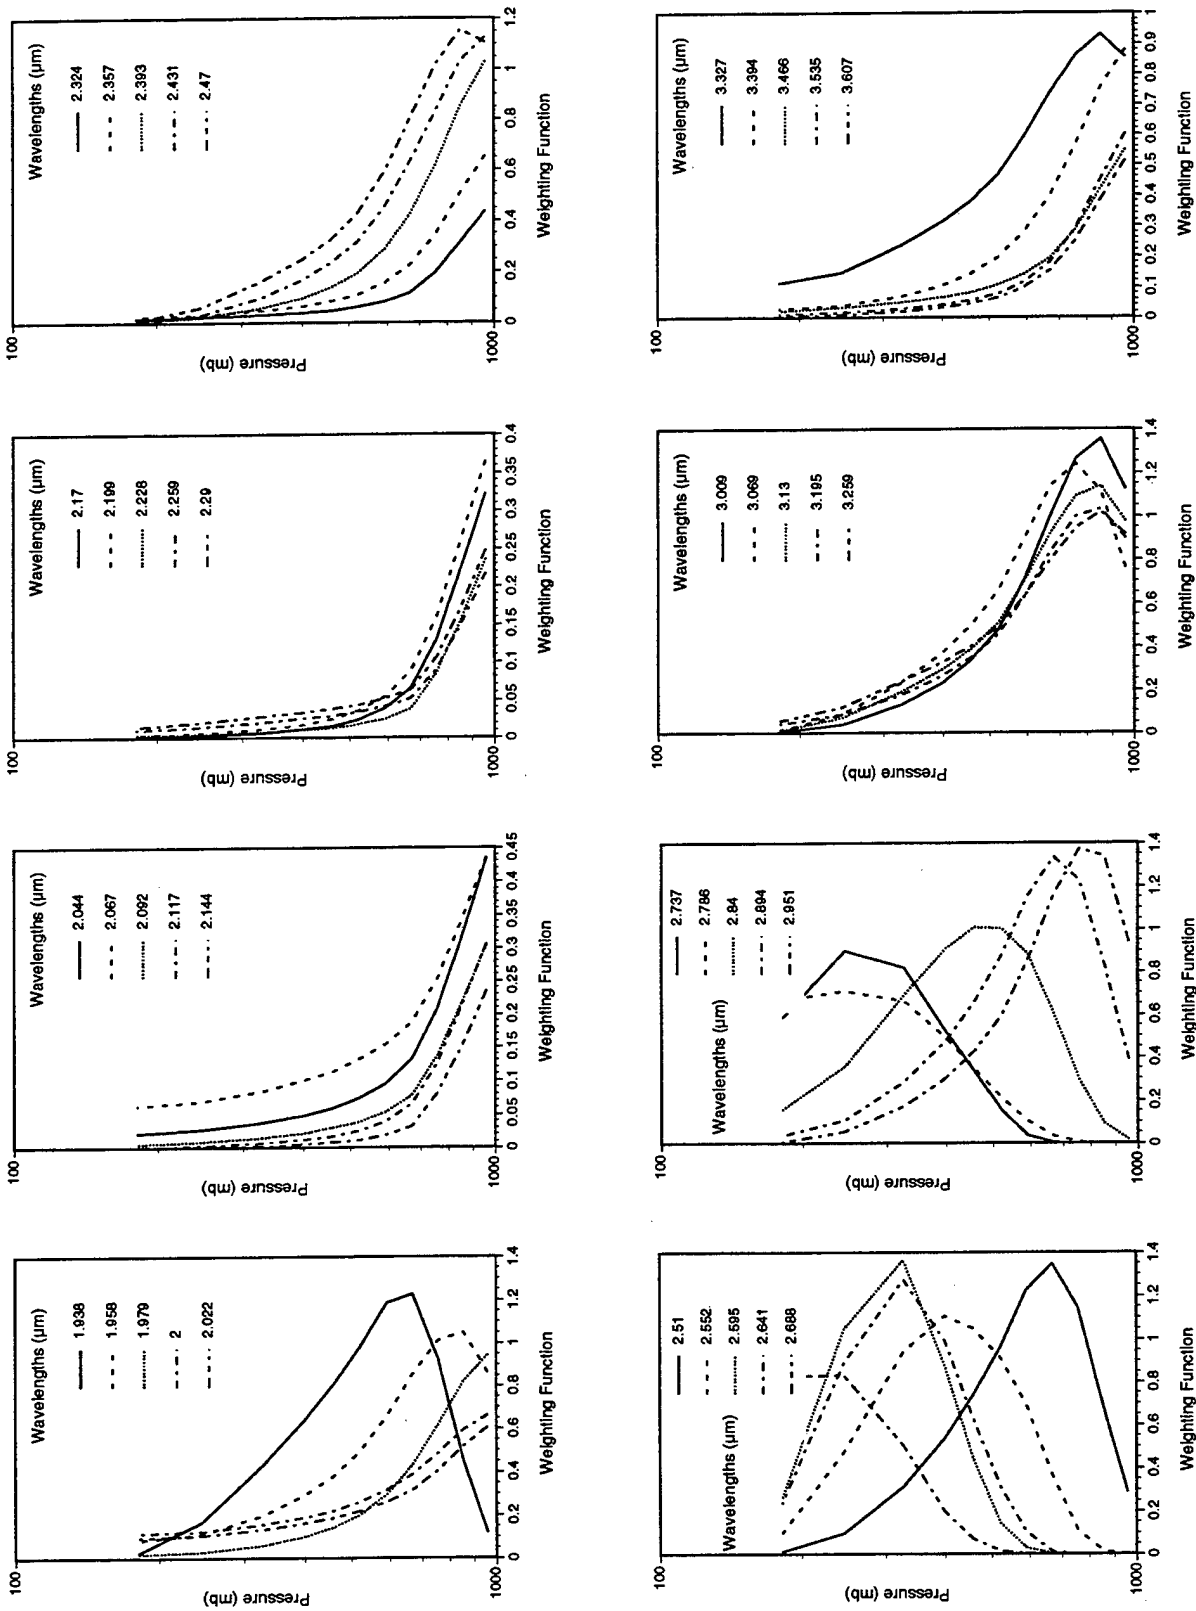 100
Pressure (mb)
1000
Wavelengths (µm)
1.938
1.958
1.979
2
2.022
0 0.2 0.4 0.6 0.8 1 1.2 1.4
Weighting Function
100
Pressure (mb)
1000
Wavelengths (µm)
2.044
2.067
2.092
2.117
2.144
0 0.05 0.1 0.15 0.2 0.25 0.3 0.35 0.4 0.45
Weighting Function
100
Pressure (mb)
1000
Wavelengths (µm)
2.17
2.199
2.228
2.259
2.29
0 0.05 0.1 0.15 0.2 0.25 0.3 0.35 0.4
Weighting Function
100
Pressure (mb)
1000
Wavelengths (µm)
2.324
2.357
2.393
2.431
2.47
0 0.2 0.4 0.6 0.8 1 1.2
Weighting Function
100
Pressure (mb)
1000
2.51
2.552
2.595
2.641
2.688
Wavelengths (µm)
0 0.2 0.4 0.6 0.8 1 1.2 1.4
Weighting Function
100
Pressure (mb)
1000
2.737
2.786
2.84
2.894
2.951
Wavelengths (µm)
0 0.2 0.4 0.6 0.8 1 1.2 1.4
Weighting Function
100
Pressure (mb)
1000
Wavelengths (µm)
3.009
3.069
3.13
3.195
3.259
0 0.2 0.4 0.6 0.8 1 1.2 1.4
Weighting Function
100
Pressure (mb)
1000
Wavelengths (µm)
3.327
3.394
3.466
3.535
3.607
0 0.1 0.2 0.3 0.4 0.5 0.6 0.7 0.8 0.9 1
Weighting Function